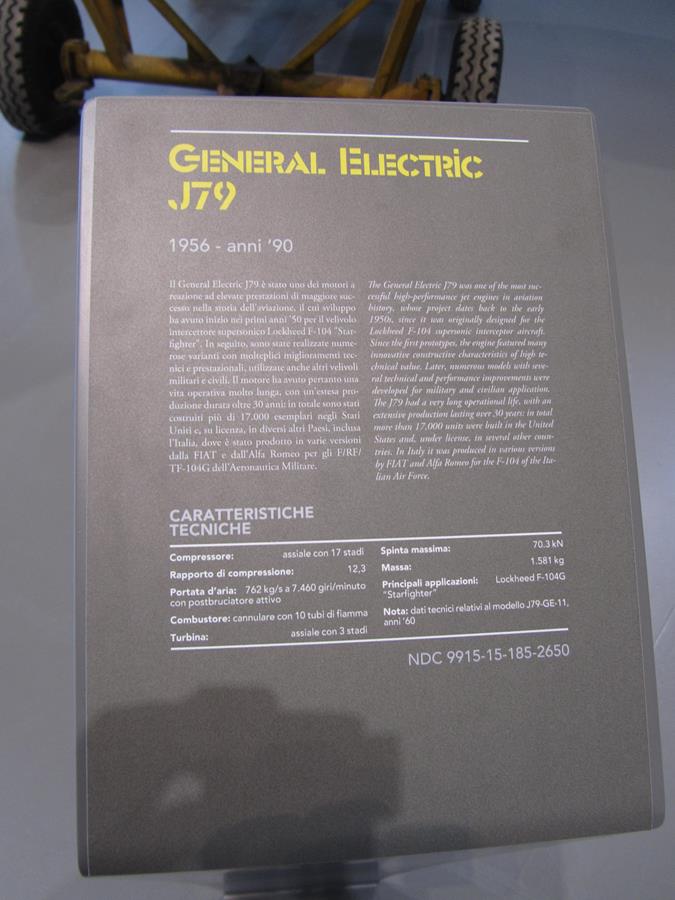 GENERAL ELECTRIC
J79
1956 - anni '90
Il General Electric J79 è stato uno dei motori a
reazione ad elevate prestazioni di maggiore suc-
cesso nella storia dell'aviazione, il cui sviluppo
ha avuto inizio nei primi anni '50 per il velivolo
intercettore supersonico Lockheed F-104 "Star-
fighter". In seguito, sono state realizzate nume-
rose varianti con molteplici miglioramenti tec-
nici e prestazionali, utilizzate anche altri velivoli
militari e civili. Il motore ha avuto pertanto una
vita operativa molto lunga, con un'estesa pro-
duzione durata oltre 30 anni: in totale sono stati
costruiti più di 17.000 esemplari negli Stati
Uniti e, su licenza, in diversi altri Paesi, inclusa
l'Italia, dove è stato prodotto in varie versioni
dalla FIAT e dall'Alfa Romeo per gli F/RF/
TF-104G dell'Aeronautica Militare.
The General Electric J79 was one of the most suc-
cessful high-performance jet engines in aviation
history, whose project dates back to the early
1950s, since it was originally designed for the
Lockheed F-104 supersonic interceptor aircraft.
Since the first prototypes, the engine featured many
innovative constructive characteristics of high te-
chnical value. Later, numerous models with seve-
ral technical and performance improvements were
developed for military and civilian application.
The J79 had a very long operational life, with an
extensive production lasting over 30 years: in total
more than 17.000 units were built in the United
States and, under license, in several other coun-
tries. In Italy it was produced in various versions
by FIAT and Alfa Romeo for the F-104 of the Ita-
lian Air Force.
CARATTERISTICHE
TECNICHE
Compressore: assiale con 17 stadi
Rapporto di compressione: 12,3
Portata d'aria: 762 kg/s a 7.460 giri/minuto
con postbruciatore attivo
Combustore: cannulare con 10 tubi di fiamma
Turbina: assiale con 3 stadi
Spinta massima: 70.3 kN
Massa: 1.581 kg
Principali applicazioni: Lockheed F-104G
"Starfighter"
Nota: dati tecnici relativi al modello J79-GE-11,
anni '60
NDC 9915-15-185-2650